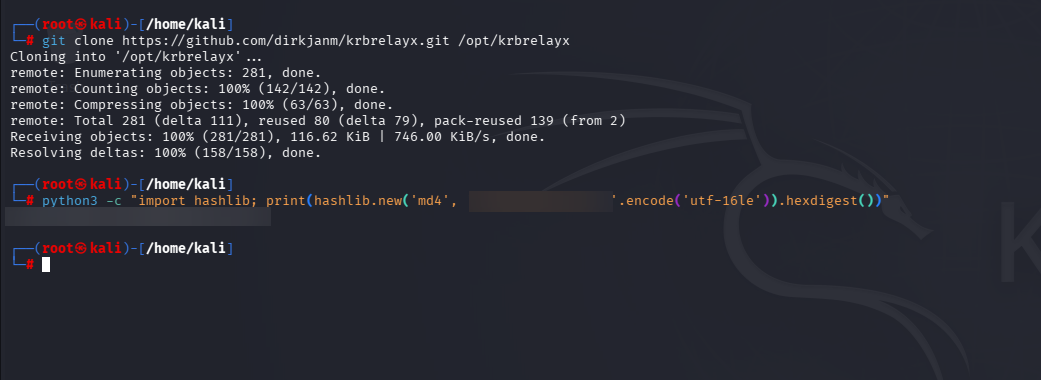 ┌──(root㉿kali)-[/home/kali]
└─# git clone https://github.com/dirkjanm/krbrelayx.git /opt/krbrelayx
Cloning into '/opt/krbrelayx'...
remote: Enumerating objects: 281, done.
remote: Counting objects: 100% (142/142), done.
remote: Compressing objects: 100% (63/63), done.
remote: Total 281 (delta 111), reused 80 (delta 79), pack-reused 139 (from 2)
Receiving objects: 100% (281/281), 116.62 KiB | 746.00 KiB/s, done.
Resolving deltas: 100% (158/158), done.
┌──(root㉿kali)-[/home/kali]
└─# python3 -c "import hashlib; print(hashlib.new('md4', '.encode('utf-16le')).hexdigest())"
┌──(root㉿kali)-[/home/kali]
└─#
K